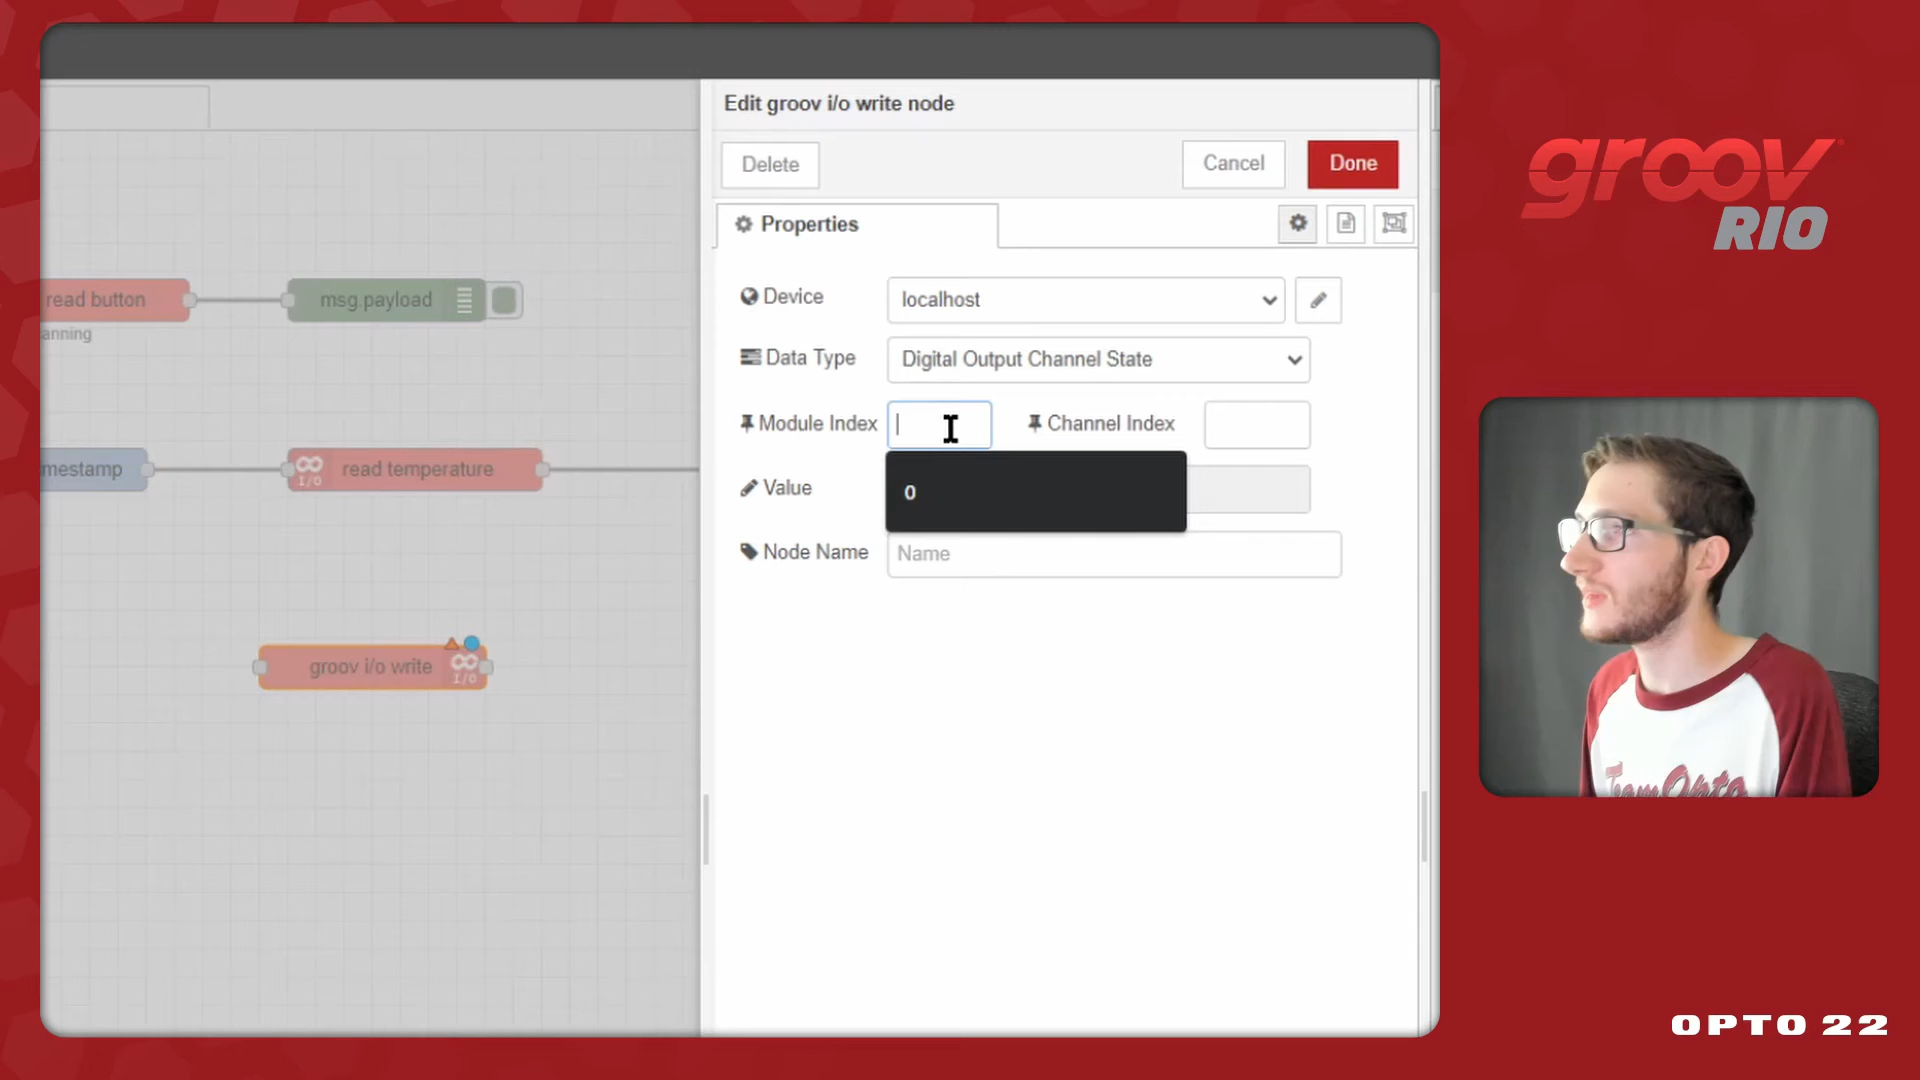 Edit groov i/o write node
Delete
Cancel
Done
Properties
Device
localhost
Data Type
Digital Output Channel State
Module Index
Channel Index
0
Value
Node Name
Name
read button
msg.payload
anning
mestamp
I/O
read temperature
groov i/o write
I/O
groov
RIO
Team Opto
OPTO 22